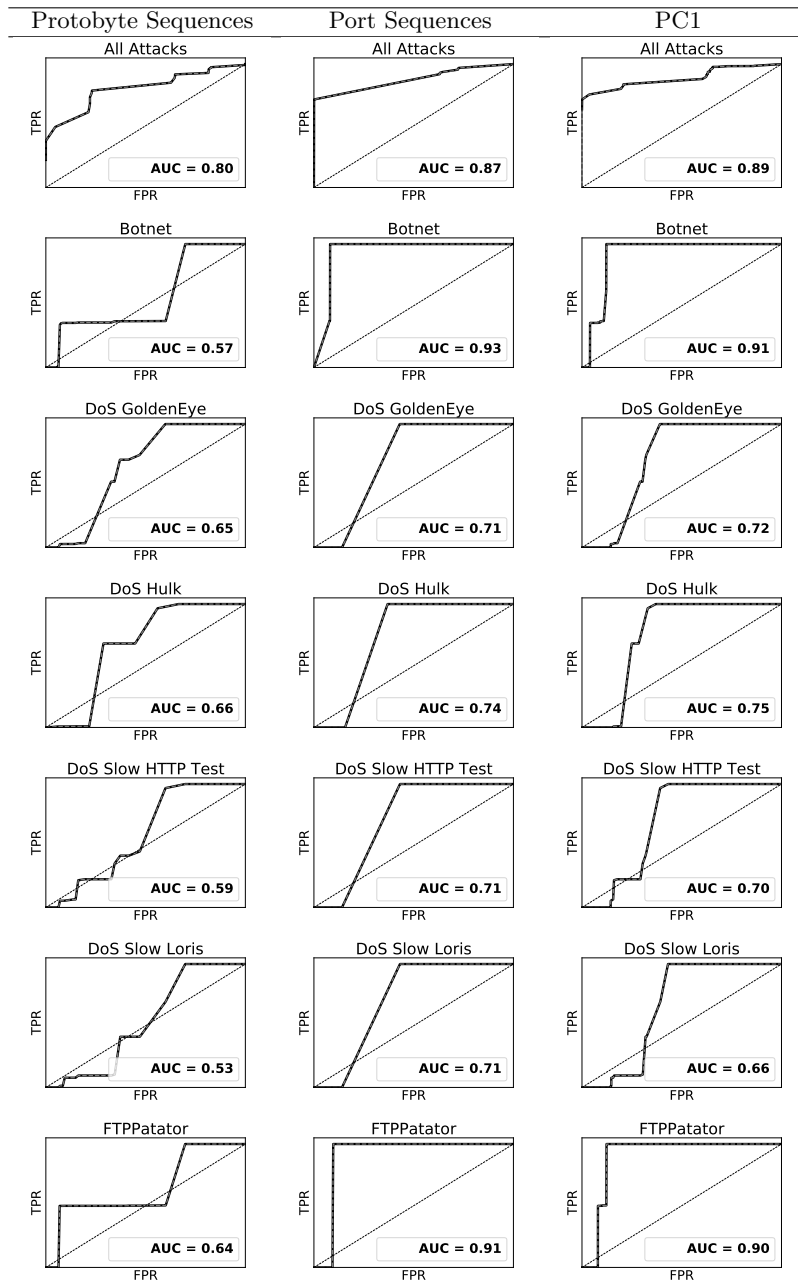 Protobyte Sequences Port Sequences PC1
All Attacks All Attacks All Attacks
TPR TPR TPR
AUC = 0.80 AUC = 0.87 AUC = 0.89
FPR FPR FPR
Botnet Botnet Botnet
TPR TPR TPR
AUC = 0.57 AUC = 0.93 AUC = 0.91
FPR FPR FPR
DoS GoldenEye DoS GoldenEye DoS GoldenEye
TPR TPR TPR
AUC = 0.65 AUC = 0.71 AUC = 0.72
FPR FPR FPR
DoS Hulk DoS Hulk DoS Hulk
TPR TPR TPR
AUC = 0.66 AUC = 0.74 AUC = 0.75
FPR FPR FPR
DoS Slow HTTP Test DoS Slow HTTP Test DoS Slow HTTP Test
TPR TPR TPR
AUC = 0.59 AUC = 0.71 AUC = 0.70
FPR FPR FPR
DoS Slow Loris DoS Slow Loris DoS Slow Loris
TPR TPR TPR
AUC = 0.53 AUC = 0.71 AUC = 0.66
FPR FPR FPR
FTPPatator FTPPatator FTPPatator
TPR TPR TPR
AUC = 0.64 AUC = 0.91 AUC = 0.90
FPR FPR FPR